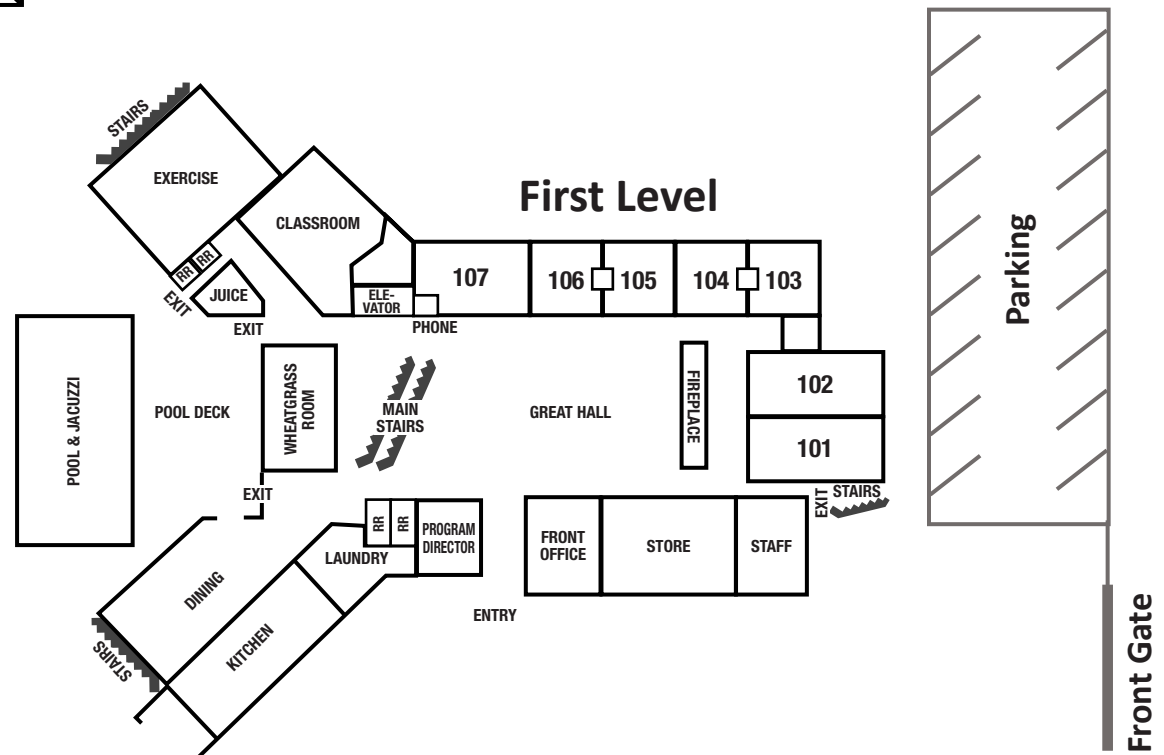 First Level
STAIRS
EXERCISE
CLASSROOM
RR
RR
EXIT
JUICE
EXIT
ELE-
VATOR
PHONE
107
106
105
104
103
Parking
POOL & JACUZZI
POOL DECK
WHEATGRASS
ROOM
MAIN
STAIRS
GREAT HALL
FIREPLACE
102
101
EXIT
STAIRS
EXIT
RR
RR
PROGRAM
DIRECTOR
LAUNDRY
FRONT
OFFICE
STORE
STAFF
DINING
KITCHEN
STAIRS
ENTRY
Front Gate